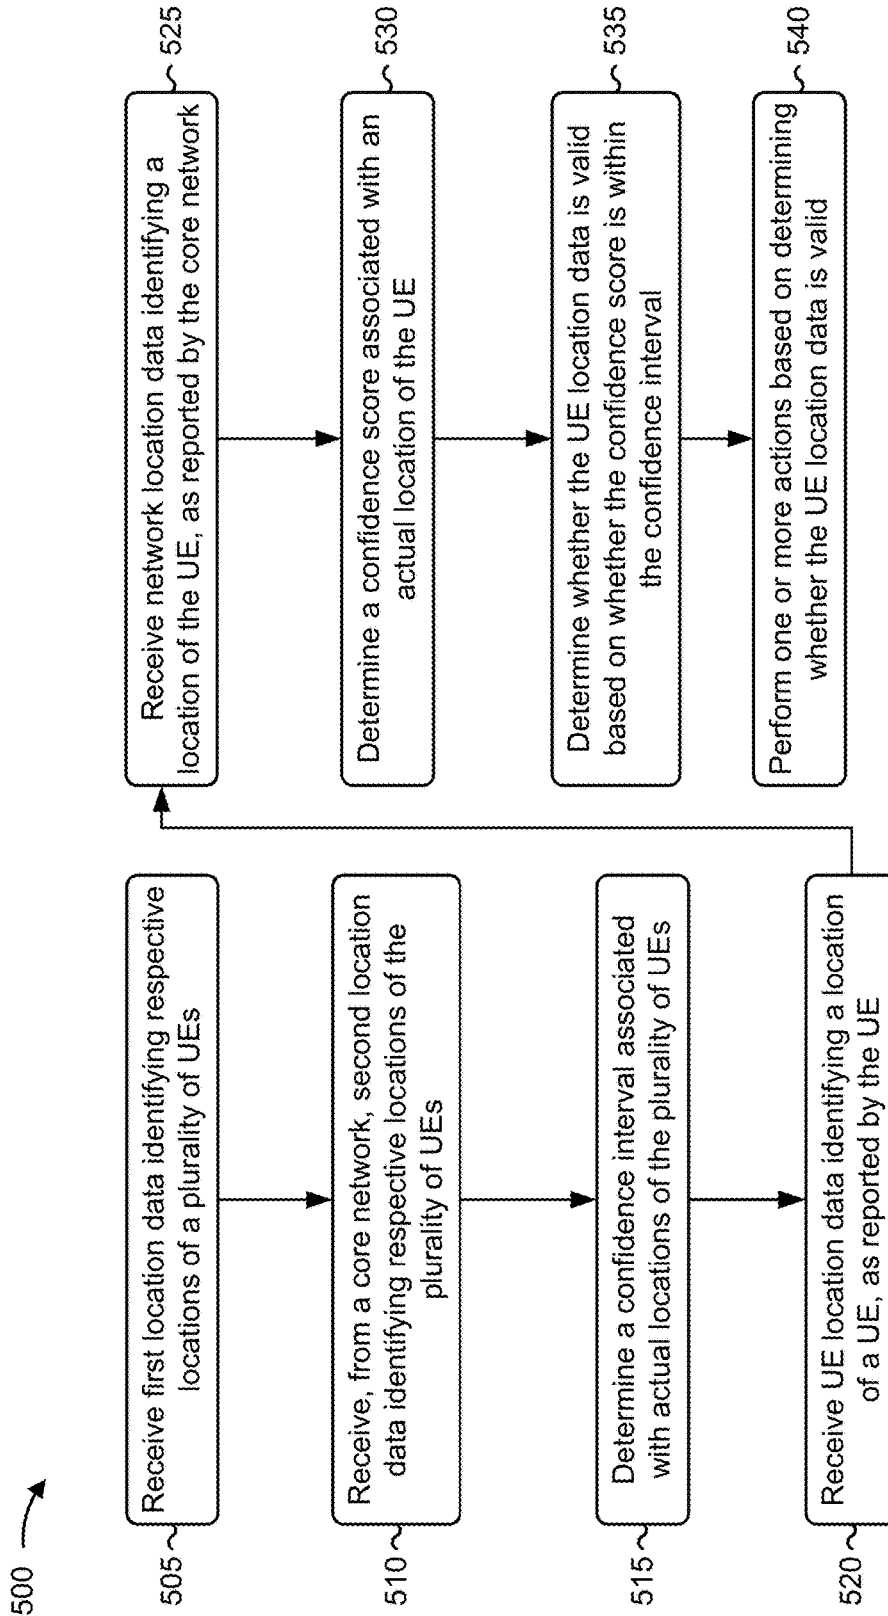 500
505
Receive first location data identifying respective
locations of a plurality of UEs
510
Receive, from a core network, second location
data identifying respective locations of the
plurality of UEs
515
Determine a confidence interval associated
with actual locations of the plurality of UEs
520
Receive UE location data identifying a location
of a UE, as reported by the UE
Receive network location data identifying a
location of the UE, as reported by the core network
525
Determine a confidence score associated with an
actual location of the UE
530
Determine whether the UE location data is valid
based on whether the confidence score is within
the confidence interval
535
Perform one or more actions based on determining
whether the UE location data is valid
540